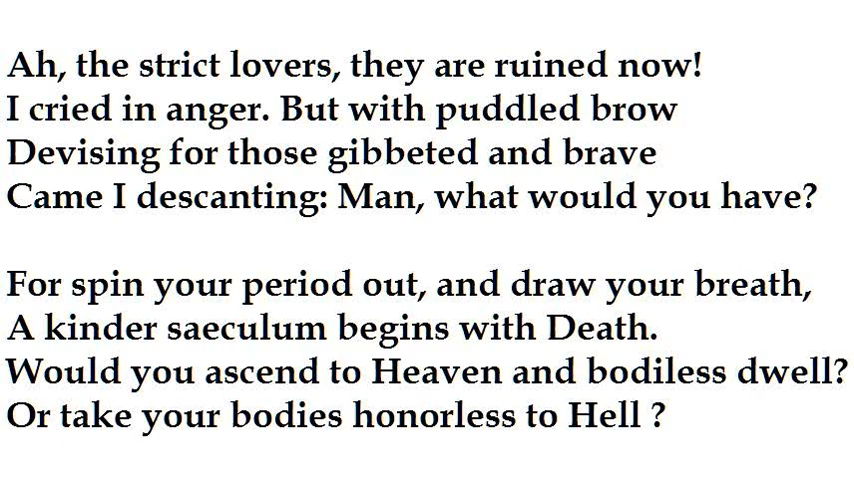 Ah, the strict lovers, they are ruined now!
I cried in anger. But with puddled brow
Devising for those gibbeted and brave
Came I descanting: Man, what would you have?
For spin your period out, and draw your breath,
A kinder saeculum begins with Death.
Would you ascend to Heaven and bodiless dwell?
Or take your bodies honorless to Hell ?